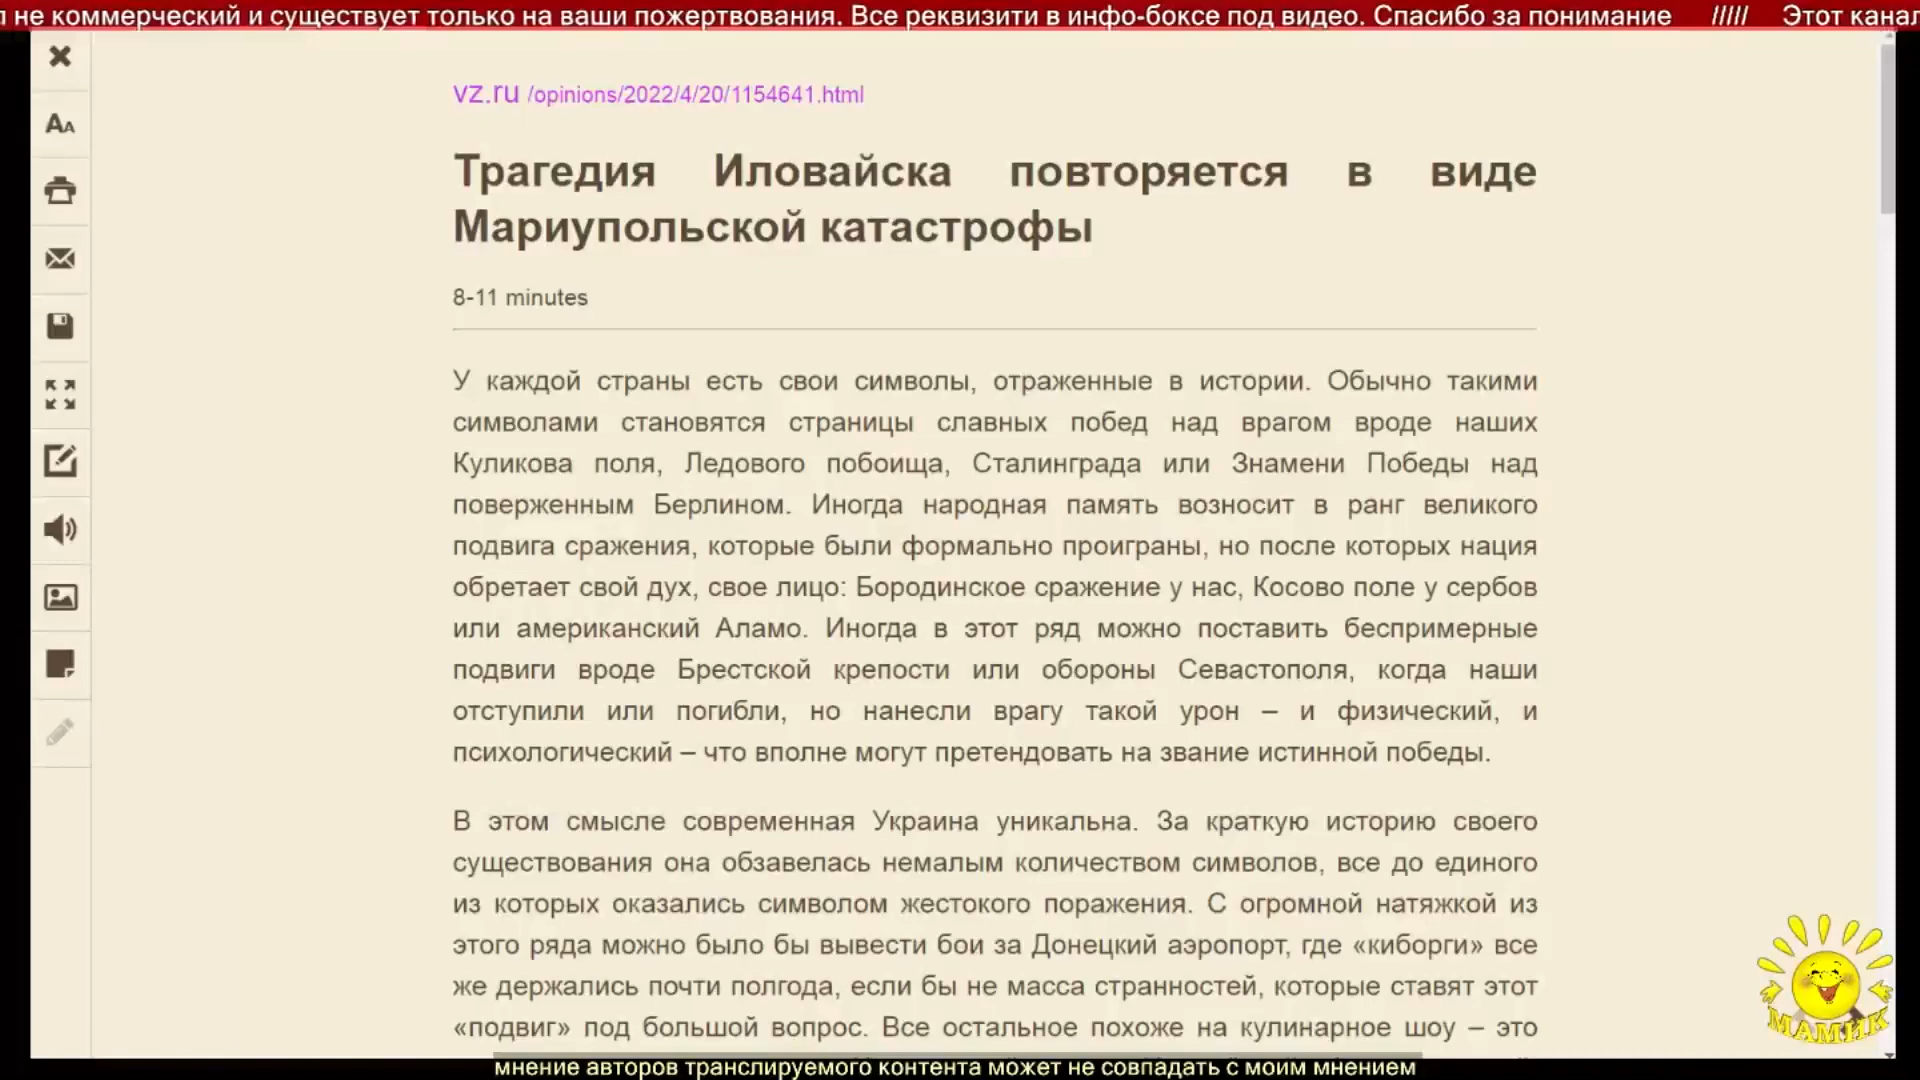 л не коммерческий и существует только на ваши пожертвования. Все реквизити в инфо-боксе под видео. Спасибо за понимание ///// Этот канал
vz.ru /opinions/2022/4/20/1154641.html
Трагедия Иловайска повторяется в виде
Мариупольской катастрофы
8-11 minutes
У каждой страны есть свои символы, отраженные в истории. Обычно такими
символами становятся страницы славных побед над врагом вроде наших
Куликова поля, Ледового побоища, Сталинграда или Знамени Победы над
поверженным Берлином. Иногда народная память возносит в ранг великого
подвига сражения, которые были формально проиграны, но после которых нация
обретает свой дух, свое лицо: Бородинское сражение у нас, Косово поле у сербов
или американский Аламо. Иногда в этот ряд можно поставить беспримерные
подвиги вроде Брестской крепости или обороны Севастополя, когда наши
отступили или погибли, но нанесли врагу такой урон – и физический, и
психологический – что вполне могут претендовать на звание истинной победы.
В этом смысле современная Украина уникальна. За краткую историю своего
существования она обзавелась немалым количеством символов, все до единого
из которых оказались символом жестокого поражения. С огромной натяжкой из
этого ряда можно было бы вывести бои за Донецкий аэропорт, где «киборги» все
же держались почти полгода, если бы не масса странностей, которые ставят этот
«подвиг» под большой вопрос. Все остальное похоже на кулинарное шоу – это
МАМИК
мнение авторов транслируемого контента может не совпадать с моим мнением